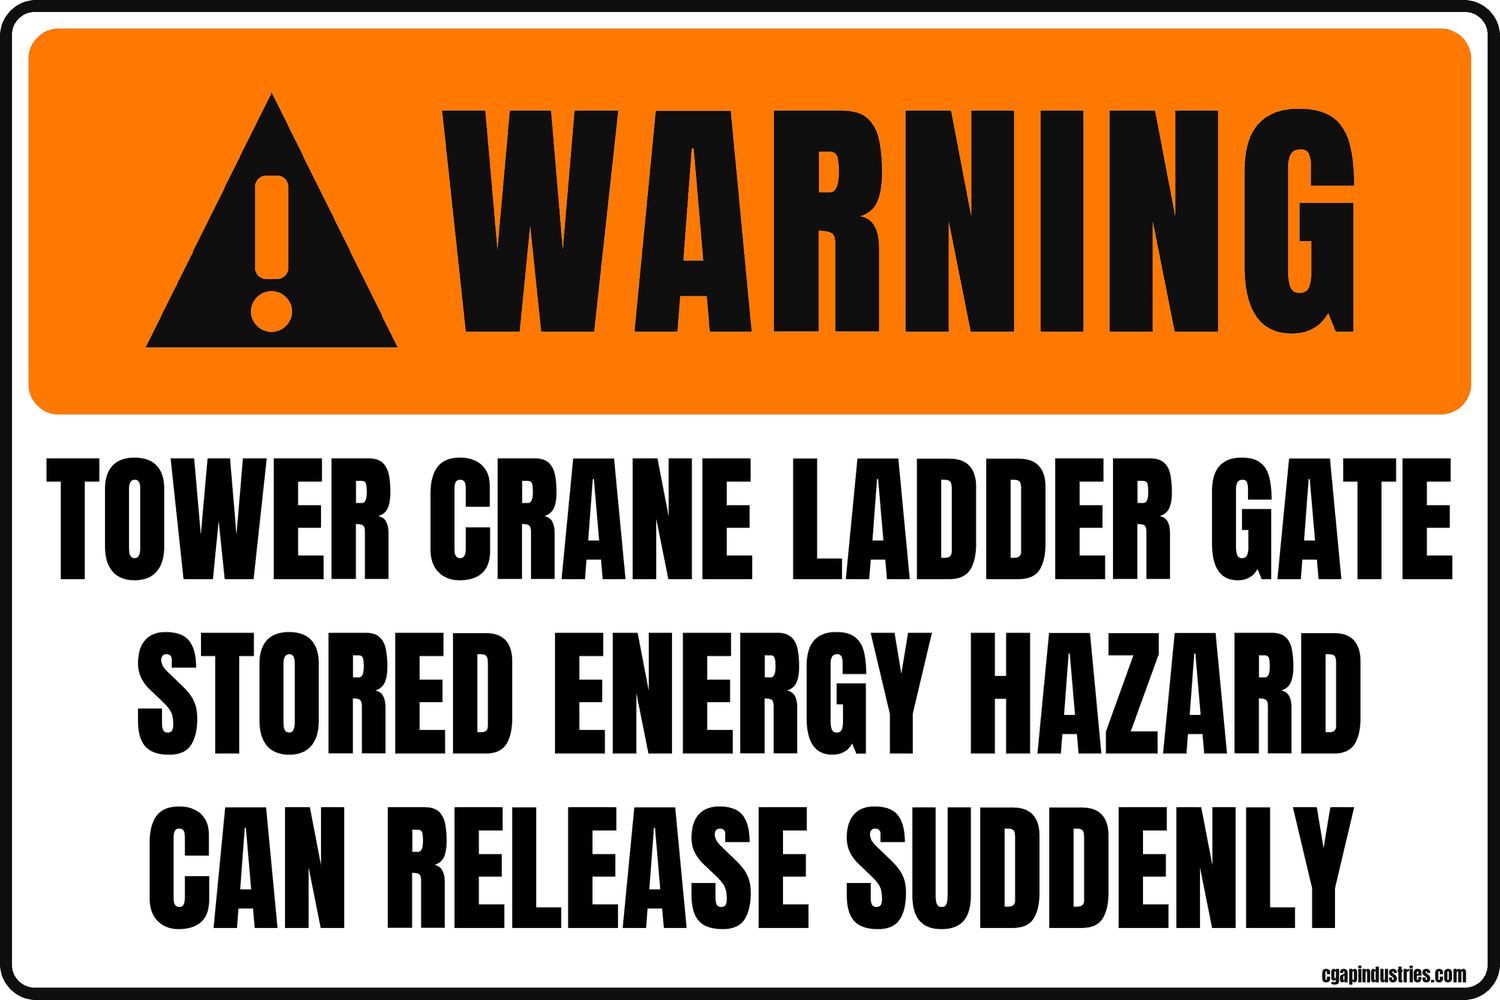 WARNING
TOWER CRANE LADDER GATE
STORED ENERGY HAZARD
CAN RELEASE SUDDENLY
cgapindustries.com